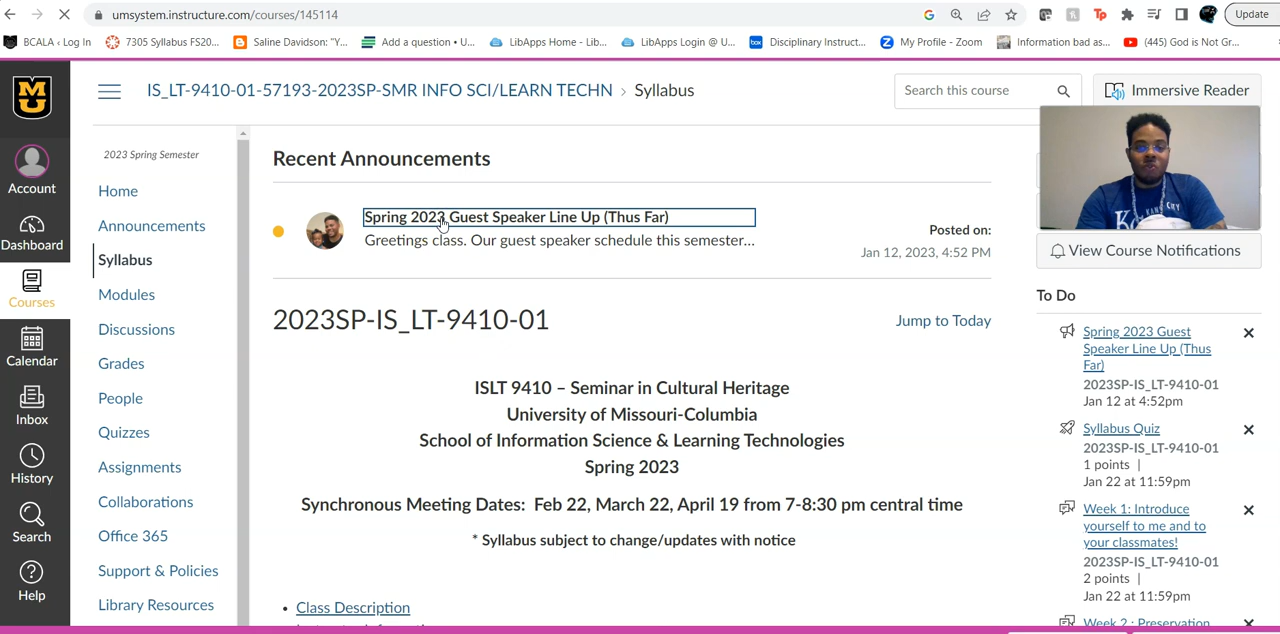 umsystem.instructure.com/courses/145114
Update
BCALA ‹ Log In
7305 Syllabus FS20...
Saline Davidson: "Y...
Add a question • U...
LibApps Home - Lib...
LibApps Login @ U...
box
Disciplinary Instruct...
My Profile - Zoom
Information bad as...
(445) God is Not Gr...
MU
IS_LT-9410-01-57193-2023SP-SMR INFO SCI/LEARN TECHN › Syllabus
Search this course
Immersive Reader
2023 Spring Semester
Account
Dashboard
Courses
Calendar
Inbox
History
Search
Help
Home
Announcements
Syllabus
Modules
Discussions
Grades
People
Quizzes
Assignments
Collaborations
Office 365
Support & Policies
Library Resources
Recent Announcements
Spring 2023 Guest Speaker Line Up (Thus Far)
Greetings class. Our guest speaker schedule this semester...
Posted on:
Jan 12, 2023, 4:52 PM
2023SP-IS_LT-9410-01
Jump to Today
ISLT 9410 – Seminar in Cultural Heritage
University of Missouri-Columbia
School of Information Science & Learning Technologies
Spring 2023
Synchronous Meeting Dates: Feb 22, March 22, April 19 from 7-8:30 pm central time
* Syllabus subject to change/updates with notice
• Class Description
KANSAS CITY
View Course Notifications
To Do
Spring 2023 Guest
Speaker Line Up (Thus
Far)
2023SP-IS_LT-9410-01
Jan 12 at 4:52pm
Syllabus Quiz
2023SP-IS_LT-9410-01
1 points |
Jan 22 at 11:59pm
Week 1: Introduce
yourself to me and to
your classmates!
2023SP-IS_LT-9410-01
2 points |
Jan 22 at 11:59pm
Week 2 : Preservation